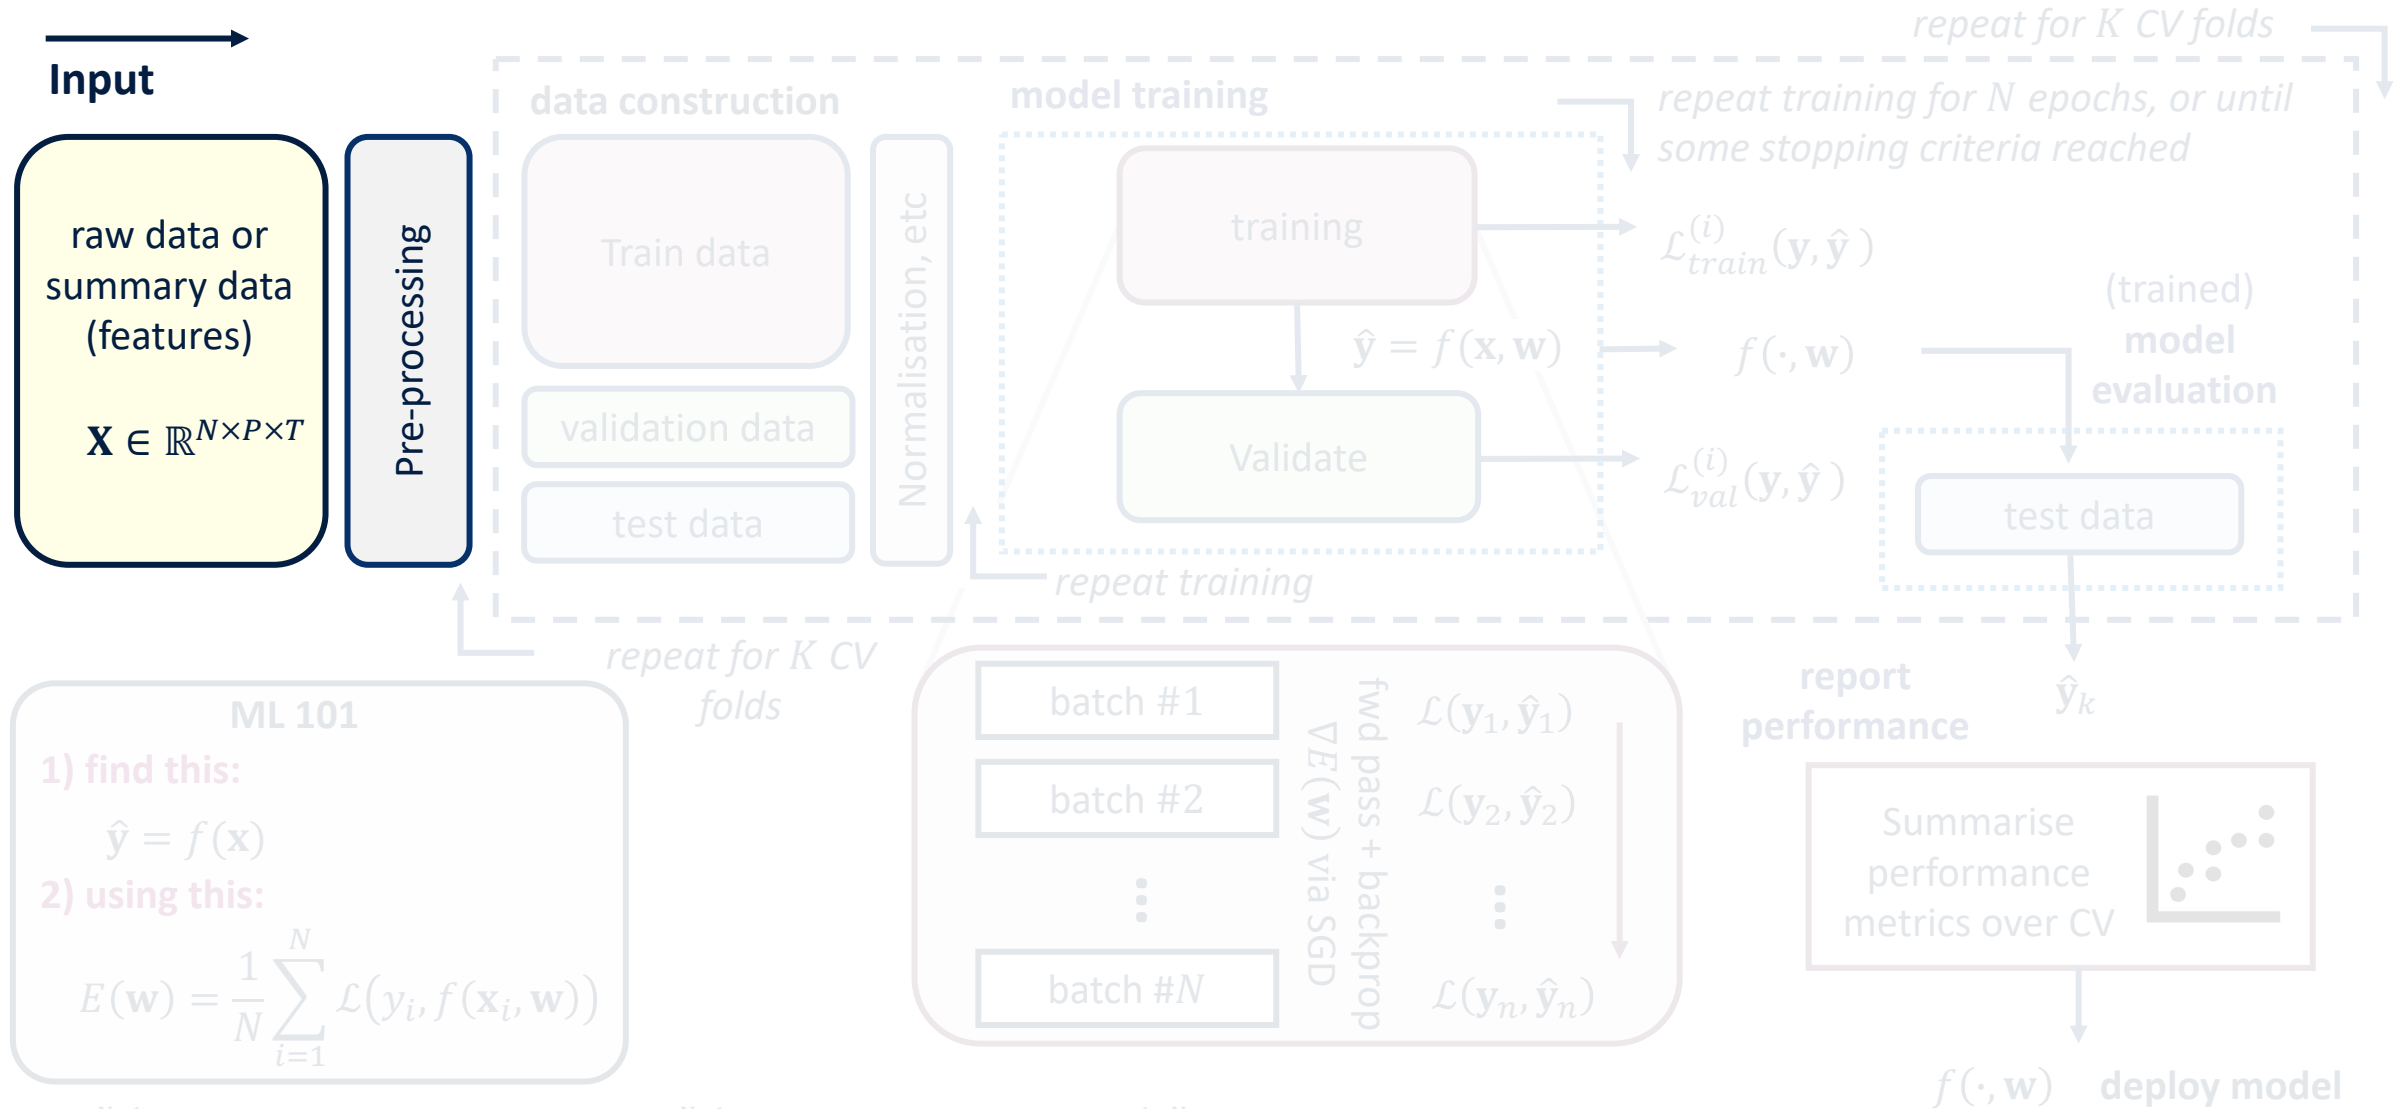 repeat for K CV folds
Input
data construction
model training
repeat training for N epochs, or until
some stopping criteria reached
raw data or
summary data
(features)
𝐗 ∈ ℝ^{N×P×T}
Pre-processing
Train data
validation data
test data
Normalisation, etc
training
ŷ = f(𝐱, 𝐰)
Validate
ℒ_{train}^{(i)}(𝐲, ŷ )
f(·, 𝐰)
ℒ_{val}^{(i)}(𝐲, ŷ )
(trained)
model
evaluation
test data
repeat training
repeat for K CV
folds
ML 101
1) find this:
ŷ = f(𝐱)
2) using this:
E(𝐰) = \frac{1}{N} \sum_{i=1}^{N} ℒ(y_i, f(𝐱_i, 𝐰))
batch #1
batch #2
⋮
batch #N
fwd pass + backprop
∇E(𝐰) via SGD
ℒ(𝐲_1, ŷ_1)
ℒ(𝐲_2, ŷ_2)
⋮
ℒ(𝐲_n, ŷ_n)
report
performance
ŷ_k
Summarise
performance
metrics over CV
f(·, 𝐰)
deploy model